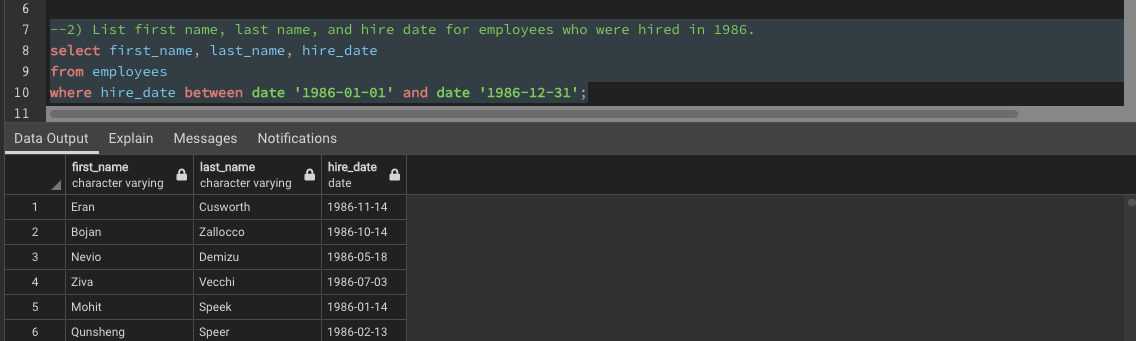 6
7 --2) List first name, last name, and hire date for employees who were hired in 1986.
8 select first_name, last_name, hire_date
9 from employees
10 where hire_date between date '1986-01-01' and date '1986-12-31';
11
Data Output Explain Messages Notifications
first_name last_name hire_date
character varying character varying date
1 Eran Cusworth 1986-11-14
2 Bojan Zallocco 1986-10-14
3 Nevio Demizu 1986-05-18
4 Ziva Vecchi 1986-07-03
5 Mohit Speek 1986-01-14
6 Qunsheng Speer 1986-02-13